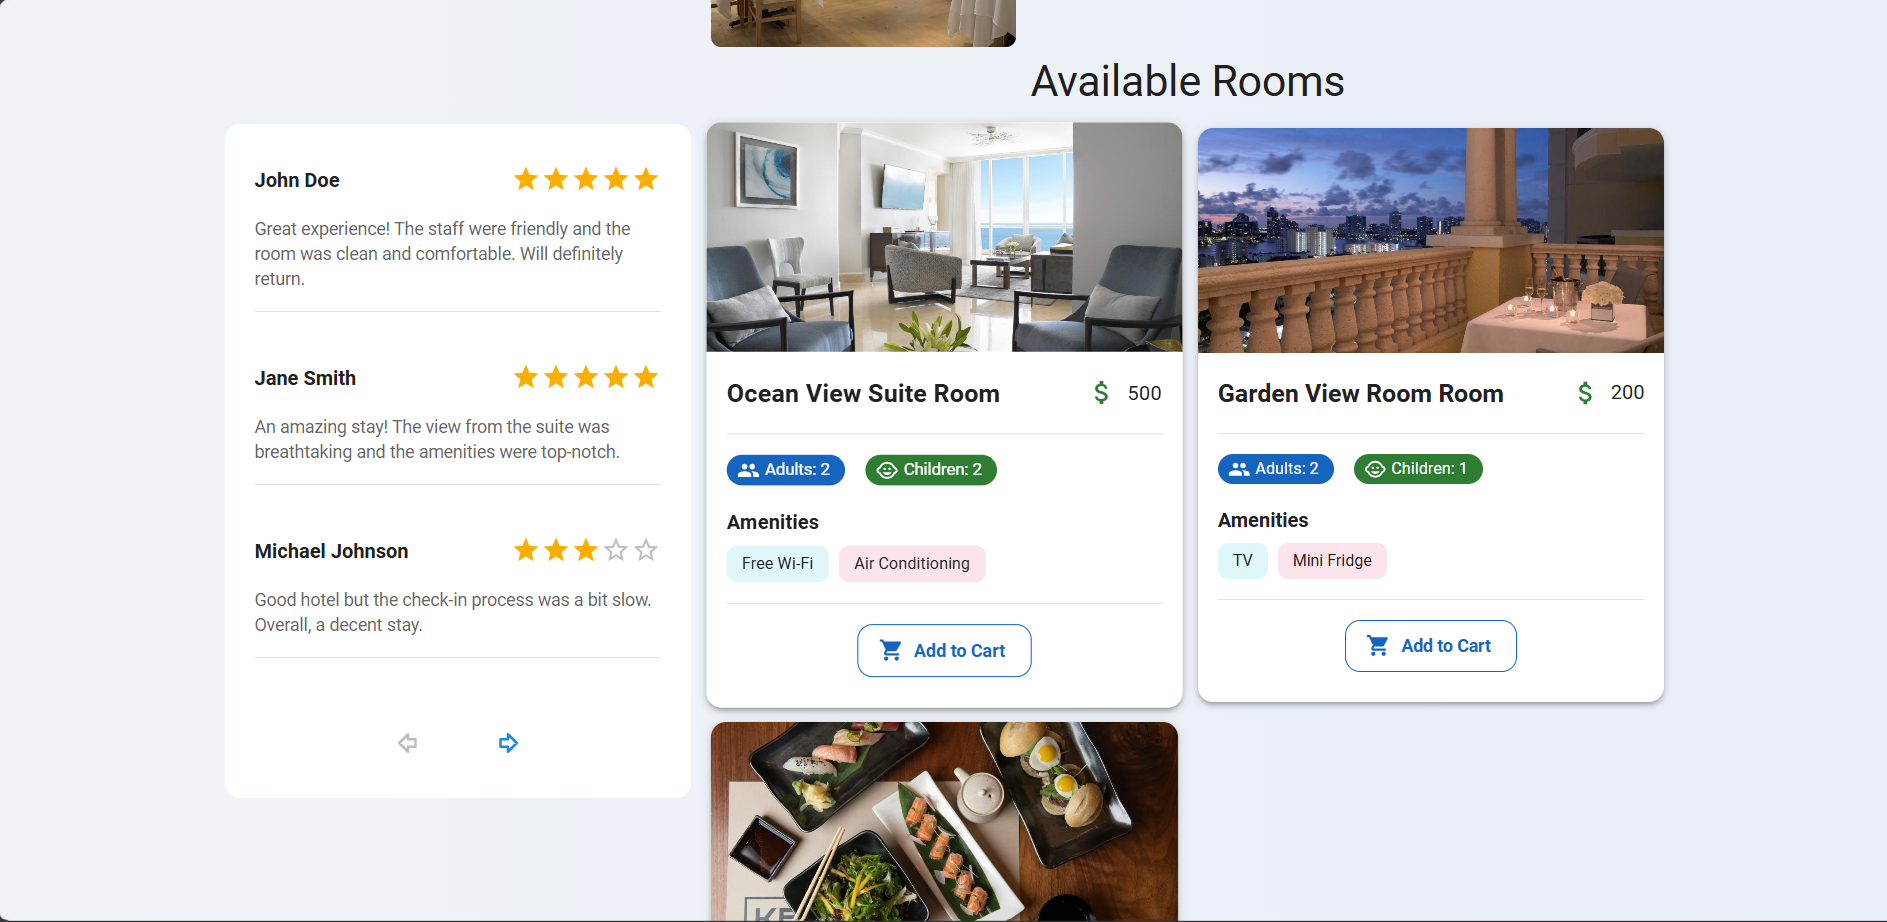 Available Rooms
John Doe
Great experience! The staff were friendly and the
room was clean and comfortable. Will definitely
return.
Jane Smith
An amazing stay! The view from the suite was
breathtaking and the amenities were top-notch.
Michael Johnson
Good hotel but the check-in process was a bit slow.
Overall, a decent stay.
Ocean View Suite Room
$ 500
Adults: 2
Children: 2
Amenities
Free Wi-Fi
Air Conditioning
Add to Cart
Garden View Room Room
$ 200
Adults: 2
Children: 1
Amenities
TV
Mini Fridge
Add to Cart